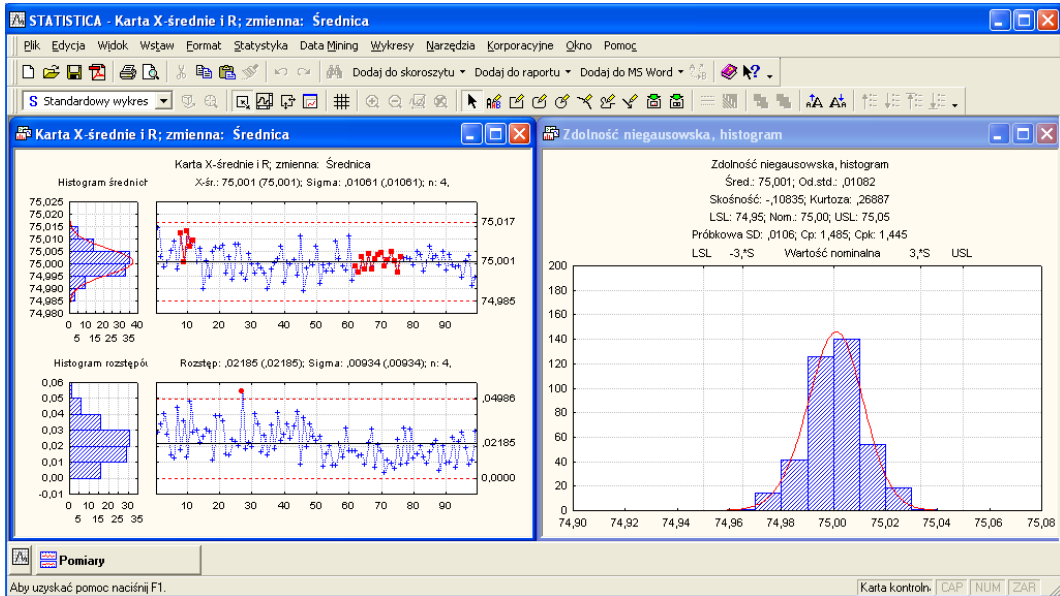 STATISTICA - Karta X-średnie i R; zmienna: Średnica
Plik Edycja Widok Wstaw Format Statystyka Data Mining Wykresy Narzędzia Korporacyjne Okno Pomoc
Dodaj do skoroszytu Dodaj do raportu Dodaj do MS Word
S Standardowy wykres
Karta X-średnie i R; zmienna: Średnica
Karta X-średnie i R; zmienna: Średnica
Histogram średnich X-śr.: 75,001 (75,001); Sigma: ,01061 (,01061); n: 4,
75,025
75,020
75,015
75,010
75,005
75,000
74,995
74,990
74,985
74,980
0 10 20 30 40
5 15 25 35
75,017
75,001
74,985
10 20 30 40 50 60 70 80 90
Histogram rozstępó Rozstęp: ,02185 (,02185); Sigma: ,00934 (,00934); n: 4,
0,06
0,05
0,04
0,03
0,02
0,01
0,00
-0,01
0 10 20 30
5 15 25 35
,04986
,02185
0,0000
10 20 30 40 50 60 70 80 90
Zdolność niegausowska, histogram
Zdolność niegausowska, histogram
Śred.: 75,001; Od.std.: ,01082
Skośność: -,10835; Kurtoza: ,26887
LSL: 74,95; Nom.: 75,00; USL: 75,05
Próbkowa SD: ,0106; Cp: 1,485; Cpk: 1,445
LSL -3,*S Wartość nominalna 3,*S USL
200
180
160
140
120
100
80
60
40
20
0
74,90 74,92 74,94 74,96 74,98 75,00 75,02 75,04 75,06 75,08
Pomiary
Aby uzyskać pomoc naciśnij F1.
Karta kontroln. CAP NUM ZAR